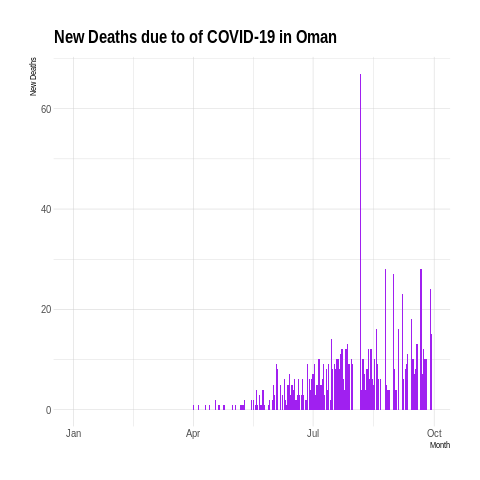 New Deaths due to of COVID-19 in Oman
New Deaths
60
40
20
0
Jan Apr Jul Oct
Month